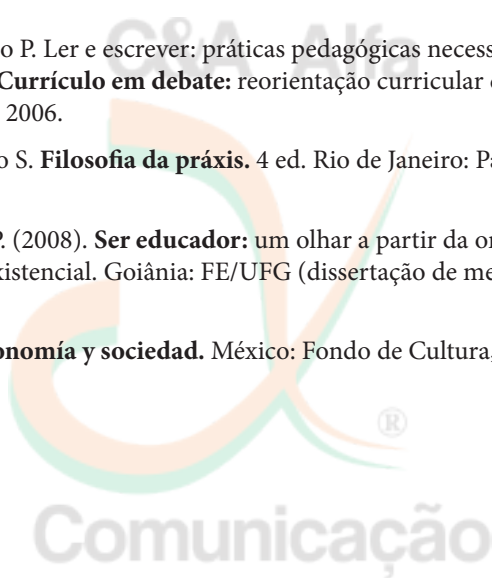 C&A Alfa
o P. Ler e escrever: práticas pedagógicas necess
Currículo em debate: reorientação curricular
2006.
o S. Filosofia da práxis. 4 ed. Rio de Janeiro:
(2008). Ser educador: um olhar a partir da
xistencial. Goiânia: FE/UFG (dissertação de me
onomía y sociedad. México: Fondo de Cultura,
®
Comunicação